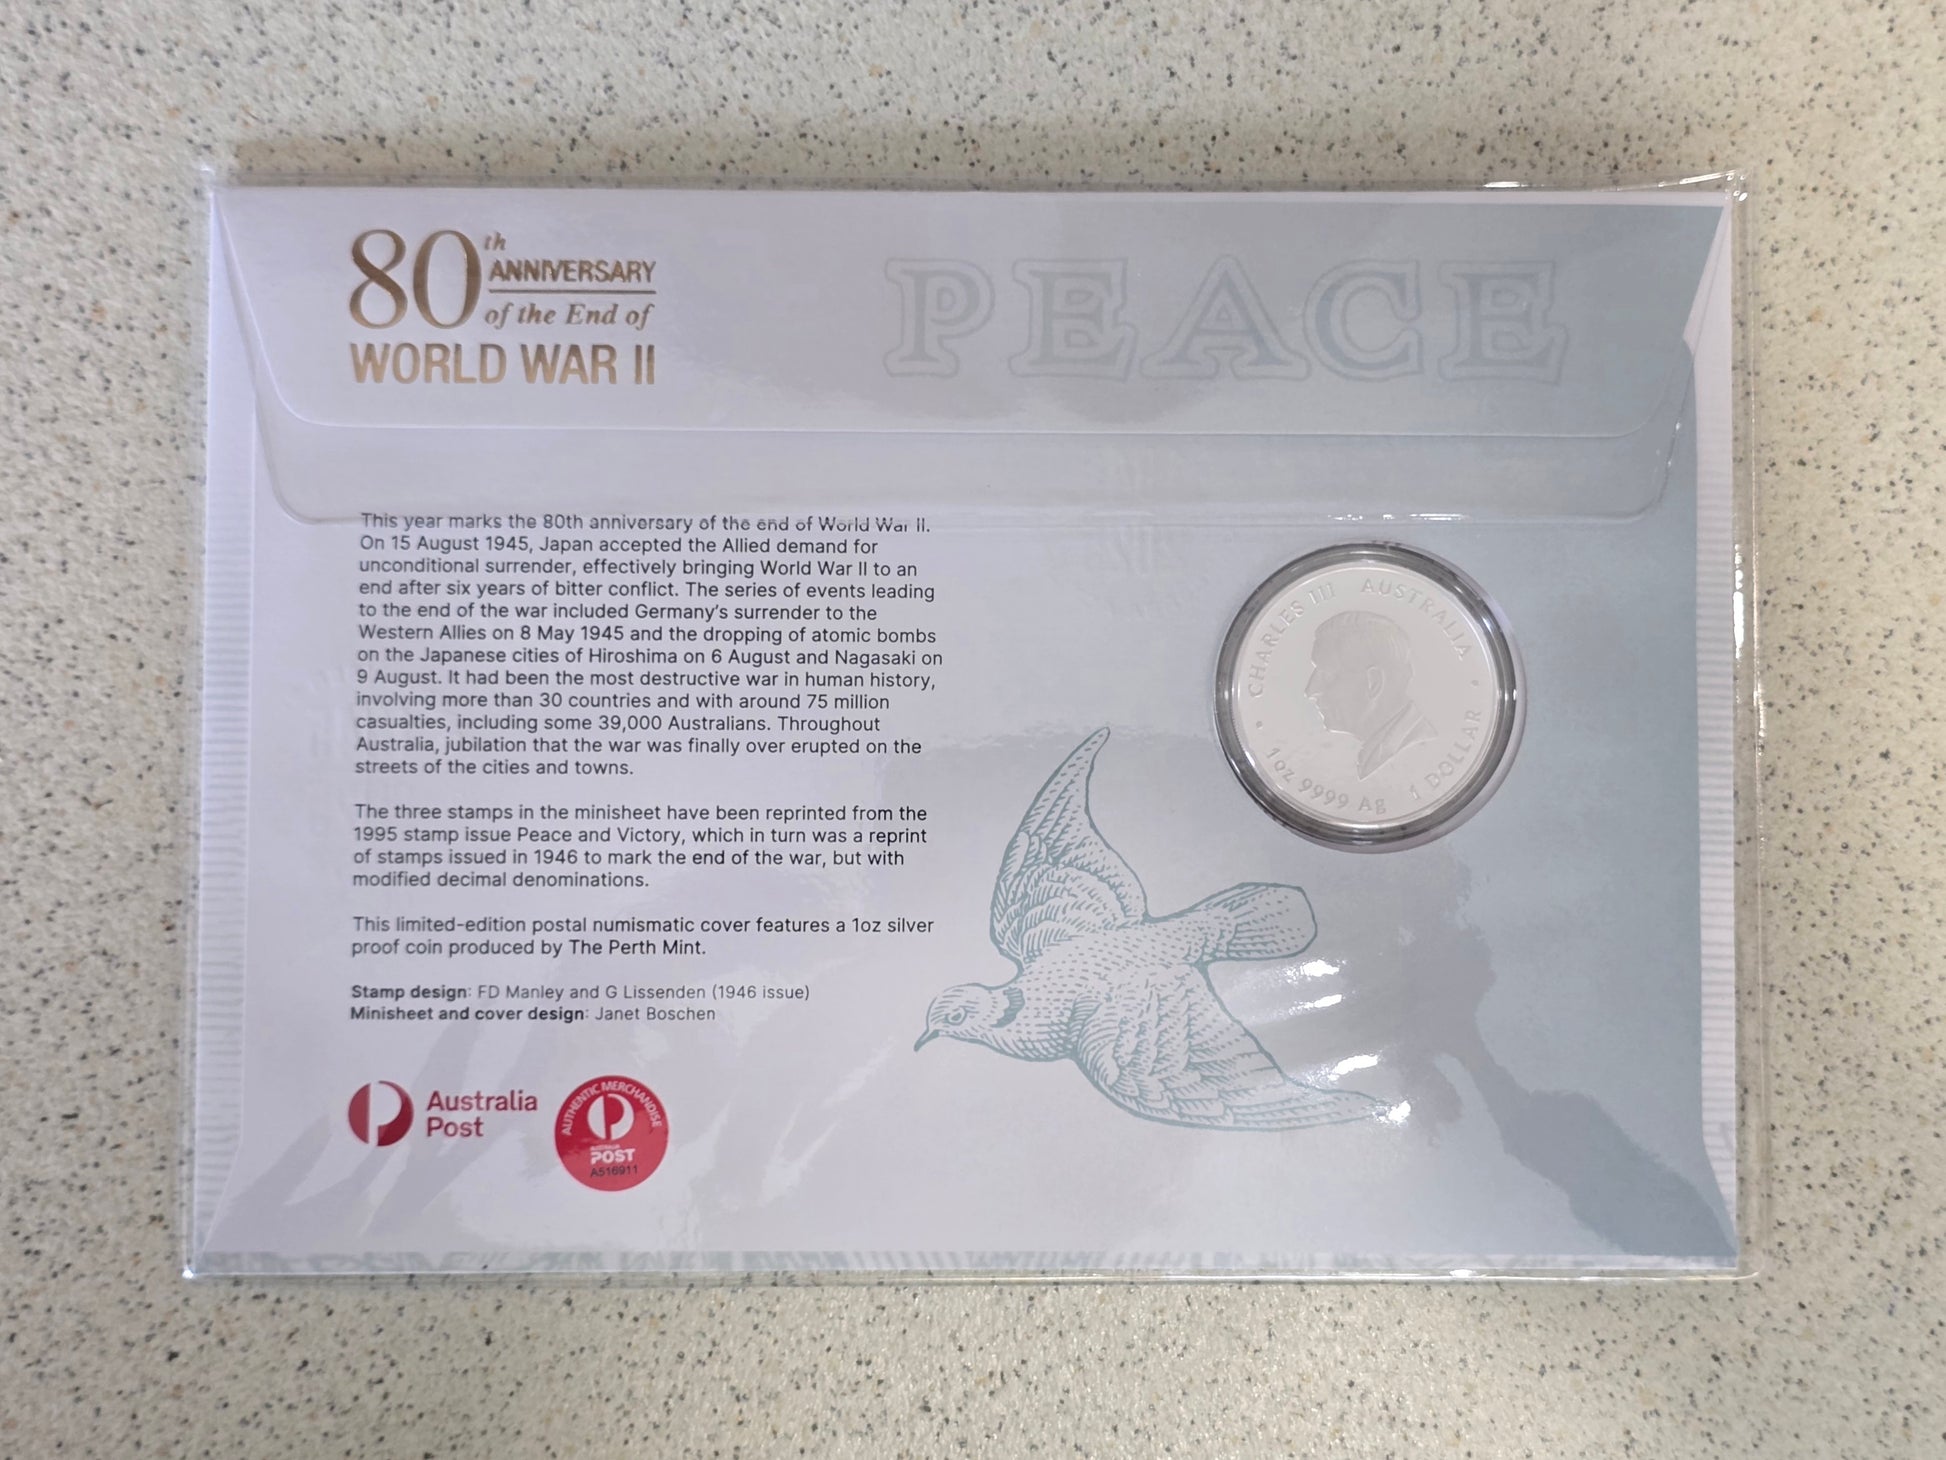 80th
ANNIVERSARY
of the End of
WORLD WAR II
PEACE
This year marks the 80th anniversary of the end of World War II.
On 15 August 1945, Japan accepted the Allied demand for
unconditional surrender, effectively bringing World War II to an
end after six years of bitter conflict. The series of events leading
to the end of the war included Germany's surrender to the
Western Allies on 8 May 1945 and the dropping of atomic bombs
on the Japanese cities of Hiroshima on 6 August and Nagasaki on
9 August. It had been the most destructive war in human history,
involving more than 30 countries and with around 75 million
casualties, including some 39,000 Australians. Throughout
Australia, jubilation that the war was finally over erupted on the
streets of the cities and towns.
The three stamps in the minisheet have been reprinted from the
1995 stamp issue Peace and Victory, which in turn was a reprint
of stamps issued in 1946 to mark the end of the war, but with
modified decimal denominations.
This limited-edition postal numismatic cover features a 1oz silver
proof coin produced by The Perth Mint.
Stamp design: FD Manley and G Lissenden (1946 issue)
Minisheet and cover design: Janet Boschen
Australia
Post
AUTHENTIC MERCHANDISE
AUSTRALIA
POST
A516911
CHARLES III AUSTRALIA
1oz 9999 Ag 1 DOLLAR